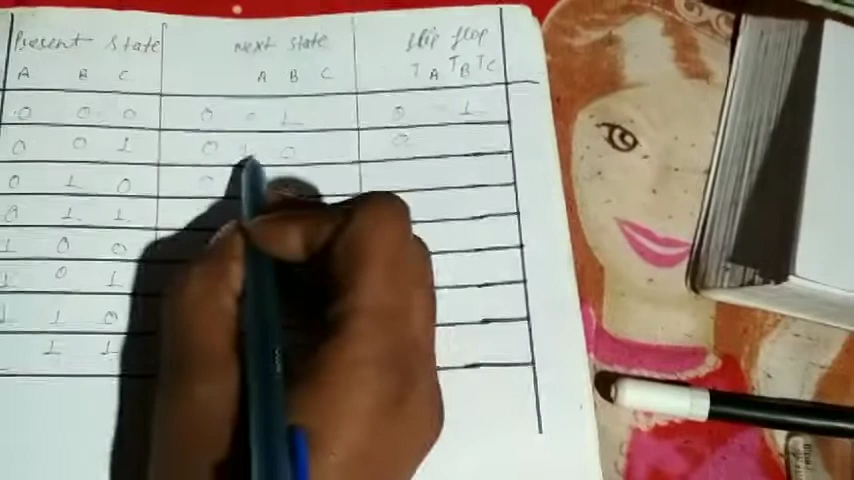 Present State next state flip flop
A B C A B C TA TB TC
0 0 0 0 0 1 0 1
0 0 1 0 1 0 0
0 1 0 0
0 1 1
1 0 0
1 0 1
1 1 0
1 1